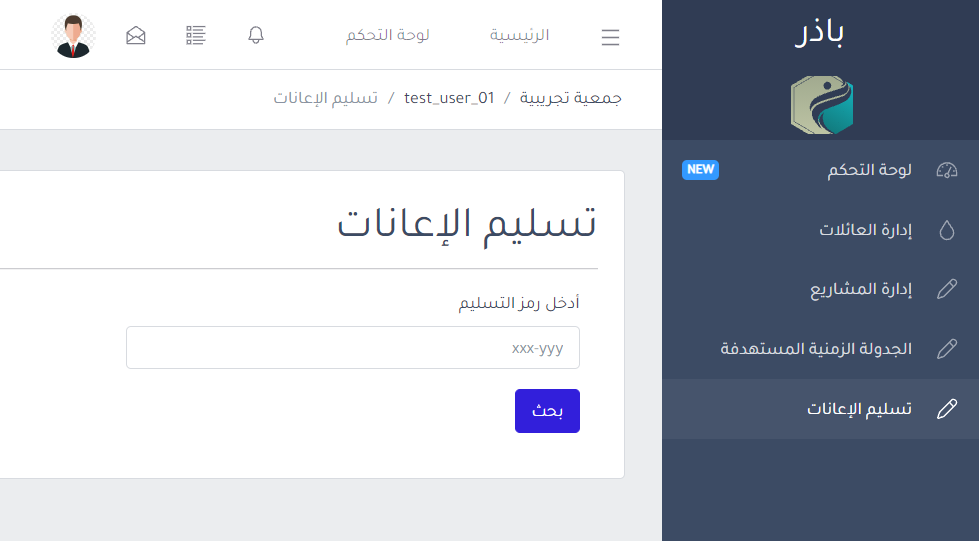 باذر
لوحة التحكم NEW
إدارة العائلات
إدارة المشاريع
الجدولة الزمنية المستهدفة
تسليم الإعانات
الرئيسية لوحة التحكم
جمعية تجريبية / test_user_01 / تسليم الإعانات
تسليم الإعانات
أدخل رمز التسليم
xxx-yyy
بحث